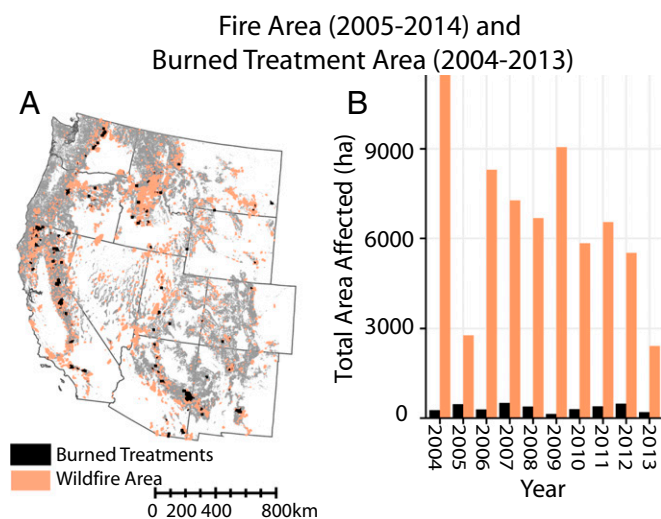 Fire Area (2005-2014) and
Burned Treatment Area (2004-2013)
A
Burned Treatments
Wildfire Area
0 200 400 800km
B
Total Area Affected (ha)
9000
6000
3000
0
2004 2005 2006 2007 2008 2009 2010 2011 2012 2013
Year